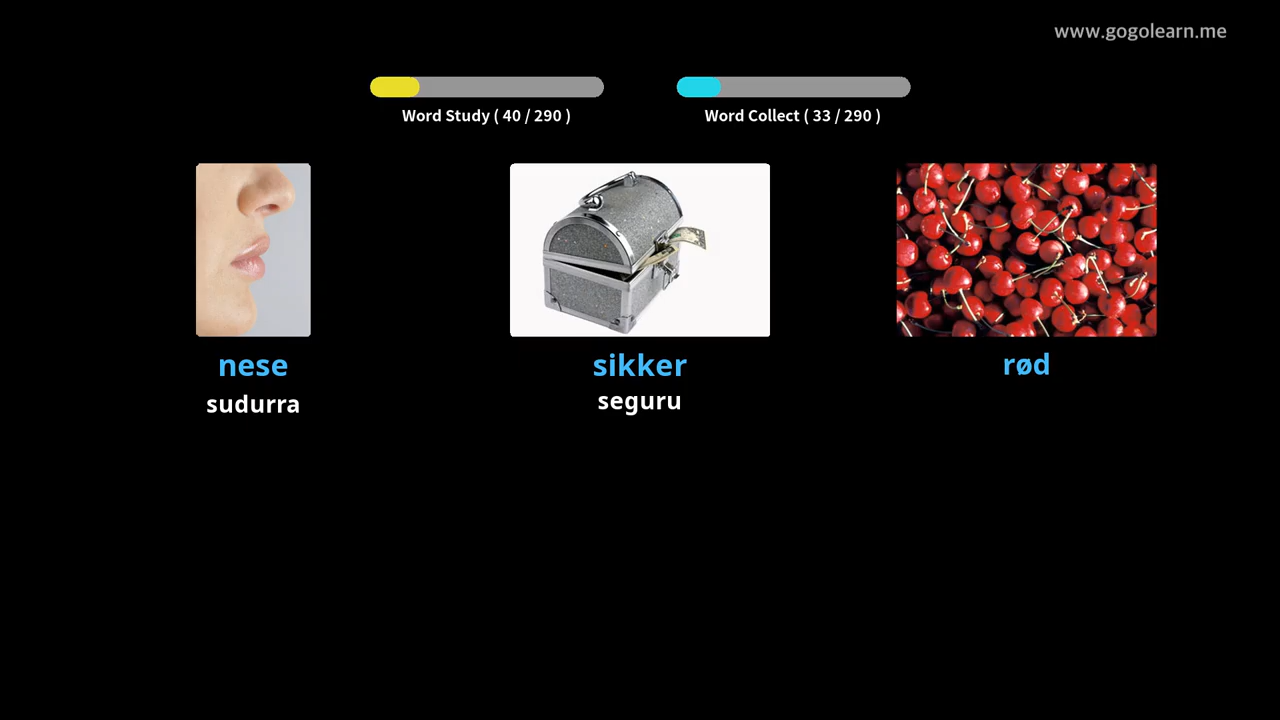 www.gogolearn.me
Word Study ( 40 / 290 )
Word Collect ( 33 / 290 )
nese
sudurra
sikker
seguru
rød